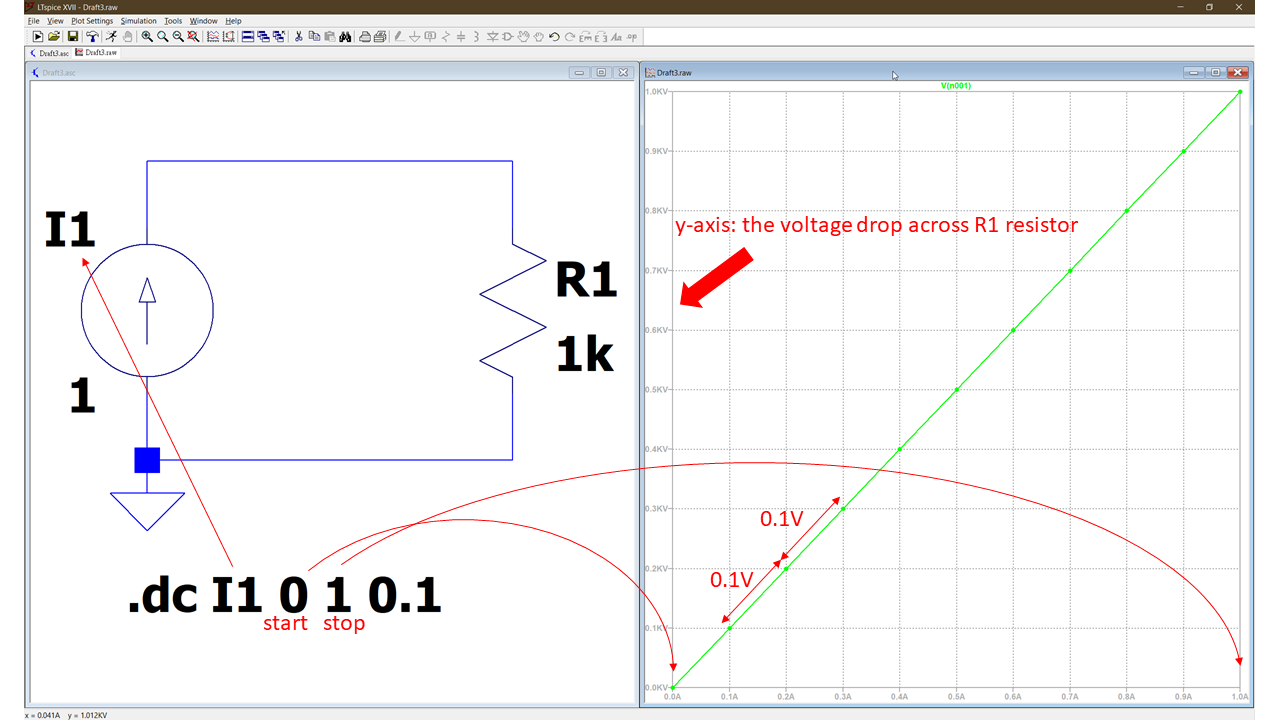 LTspice XVII - Draft3.raw
File View Plot Settings Simulation Tools Window Help
Draft3.asc Draft3.raw
Draft3.asc
I1
1
R1
1k
.dc I1 0 1 0.1
start stop
Draft3.raw
V(n001)
1.0KV
0.9KV
0.8KV
y-axis: the voltage drop across R1 resistor
0.7KV
0.6KV
0.5KV
0.4KV
0.3KV
0.1V
0.2KV
0.1V
0.1KV
0.0KV
0.0A 0.1A 0.2A 0.3A 0.4A 0.5A 0.6A 0.7A 0.8A 0.9A 1.0A
x = 0.041A y = 1.012KV